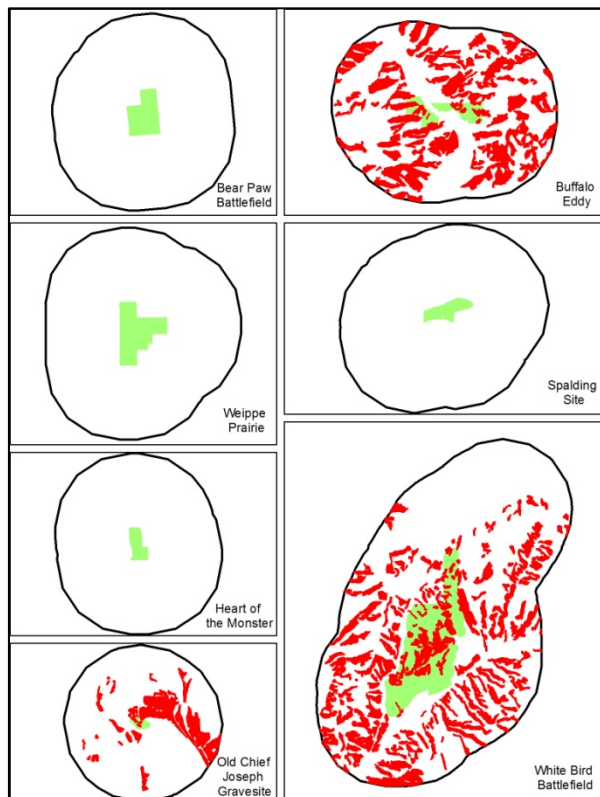 Bear Paw
Battlefield
Buffalo
Eddy
Weippe
Prairie
Spalding
Site
Heart of
the Monster
Old Chief
Joseph
Gravesite
White Bird
Battlefield